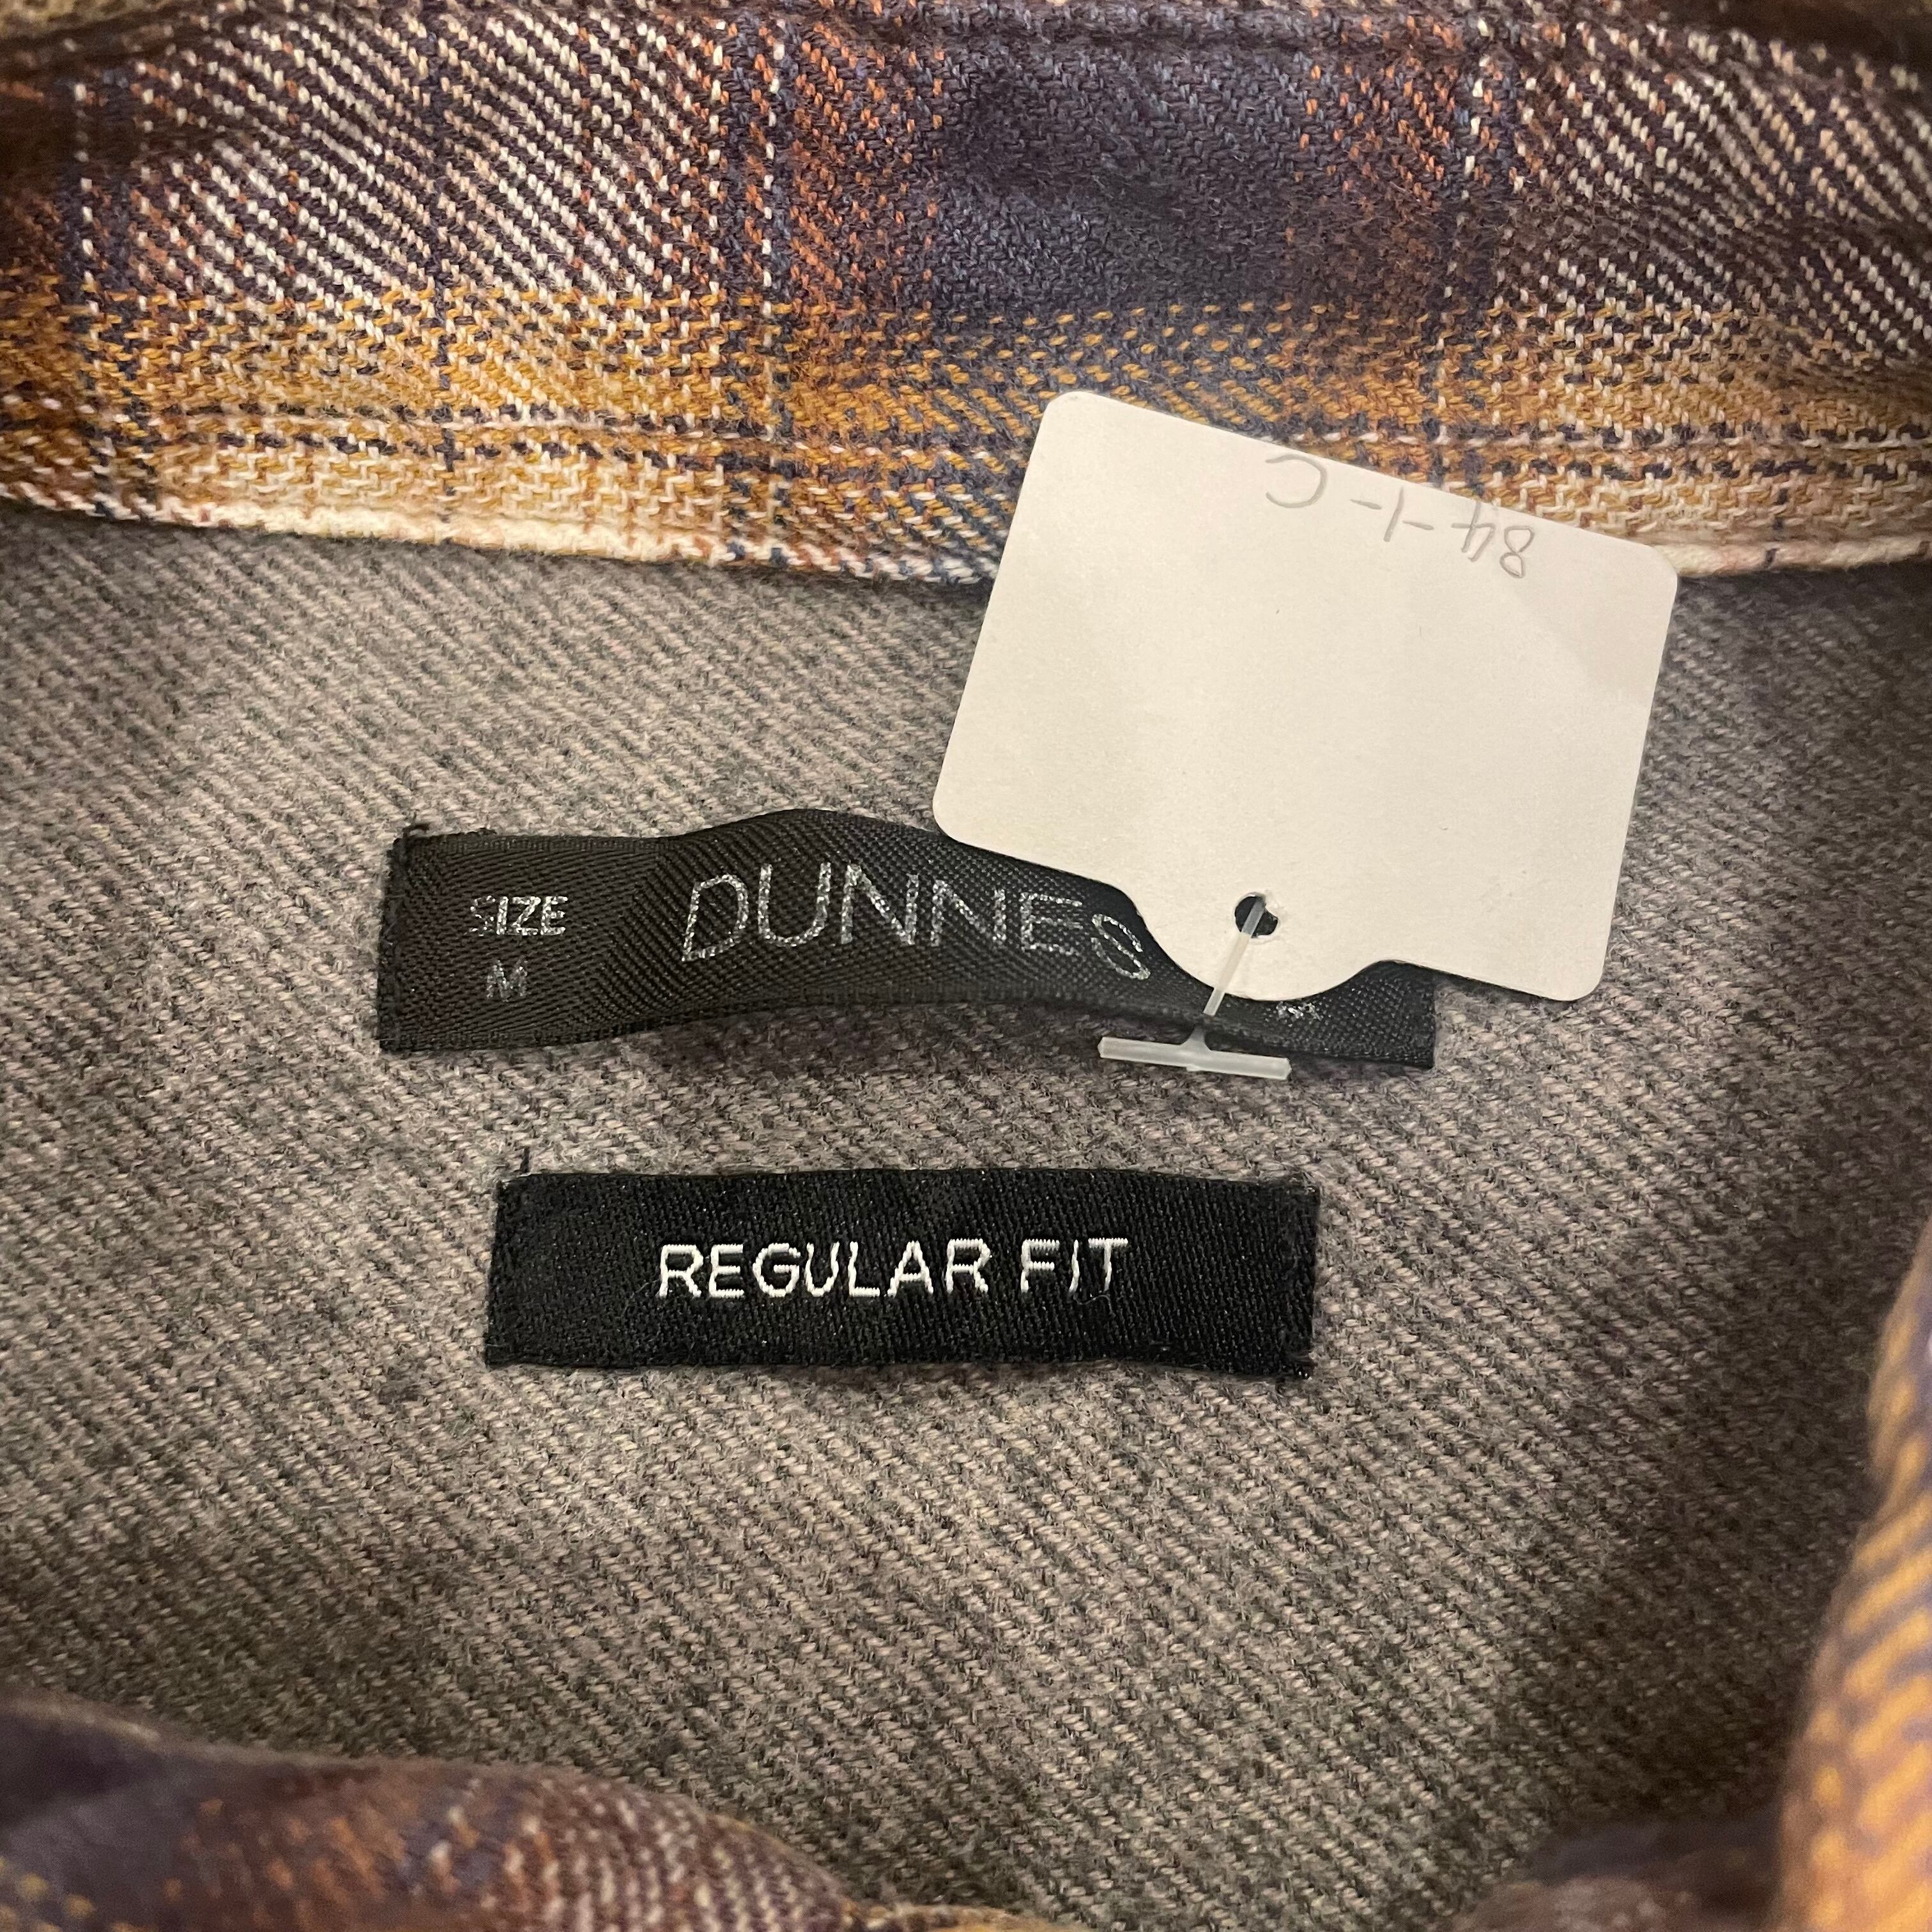 84-1-C
SIZE
M
DUNNES
REGULAR FIT